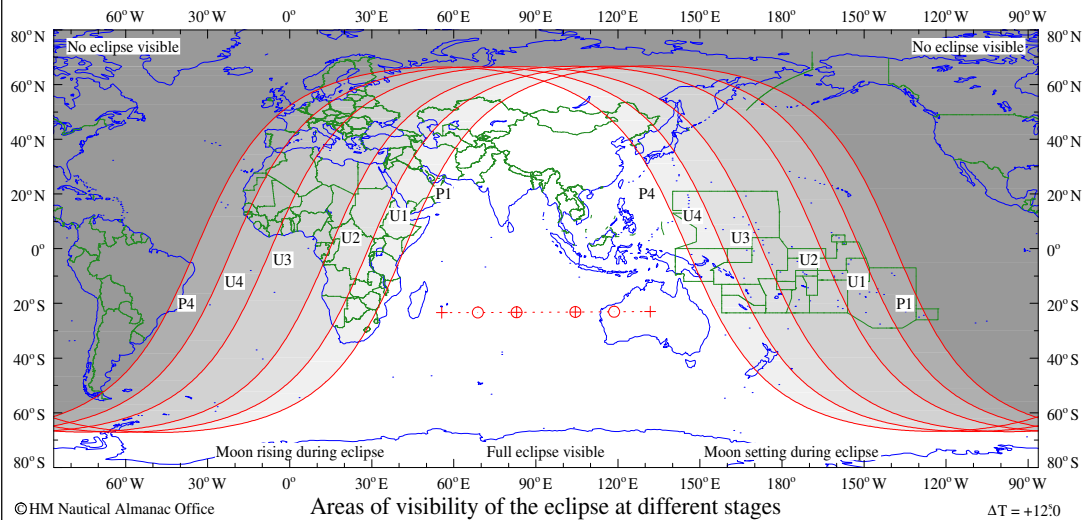 60° W 30° W 0° 30° E 60° E 90° E 120° E 150° E 180° 150° W 120° W 90° W
80° N No eclipse visible No eclipse visible 80° N
60° N 60° N
40° N 40° N
20° N P1 P4 20° N
U1 U4
U2 U3
0° U3 U2 0°
U4 U1
20° S P4 P1 20° S
40° S 40° S
60° S 60° S
Moon rising during eclipse Full eclipse visible Moon setting during eclipse
80° S 80° S
60° W 30° W 0° 30° E 60° E 90° E 120° E 150° E 180° 150° W 120° W 90° W
©HM Nautical Almanac Office Areas of visibility of the eclipse at different stages ΔT = +12ˢ.0